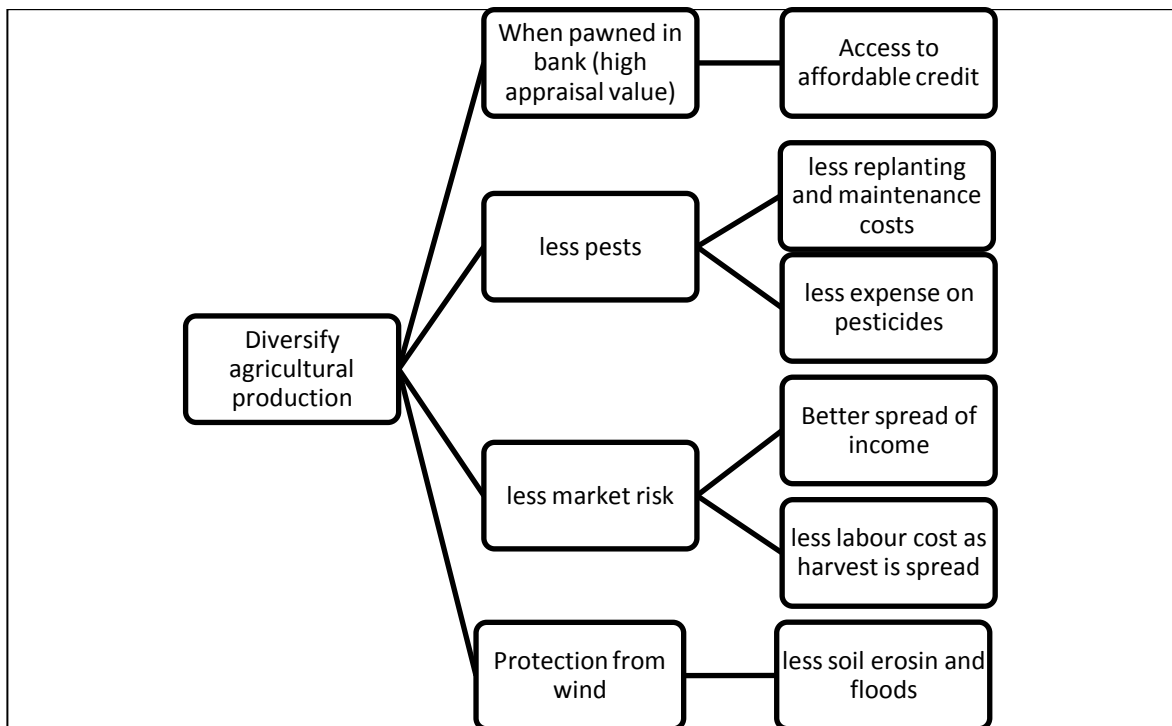 When pawned in
bank (high
appraisal value)
Access to
affordable credit
less replanting
and maintenance
costs
less pests
less expense on
pesticides
Diversify
agricultural
production
Better spread of
income
less market risk
less labour cost as
harvest is spread
Protection from
wind
less soil erosin and
floods